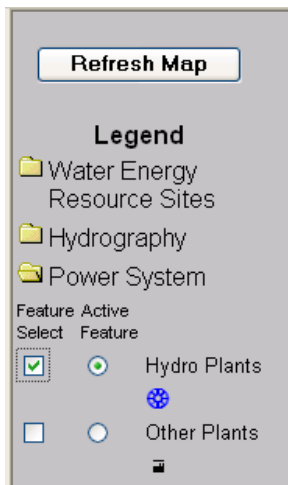 Refresh Map
Legend
Water Energy
Resource Sites
Hydrography
Power System
Feature Active
Select Feature
Hydro Plants
Other Plants